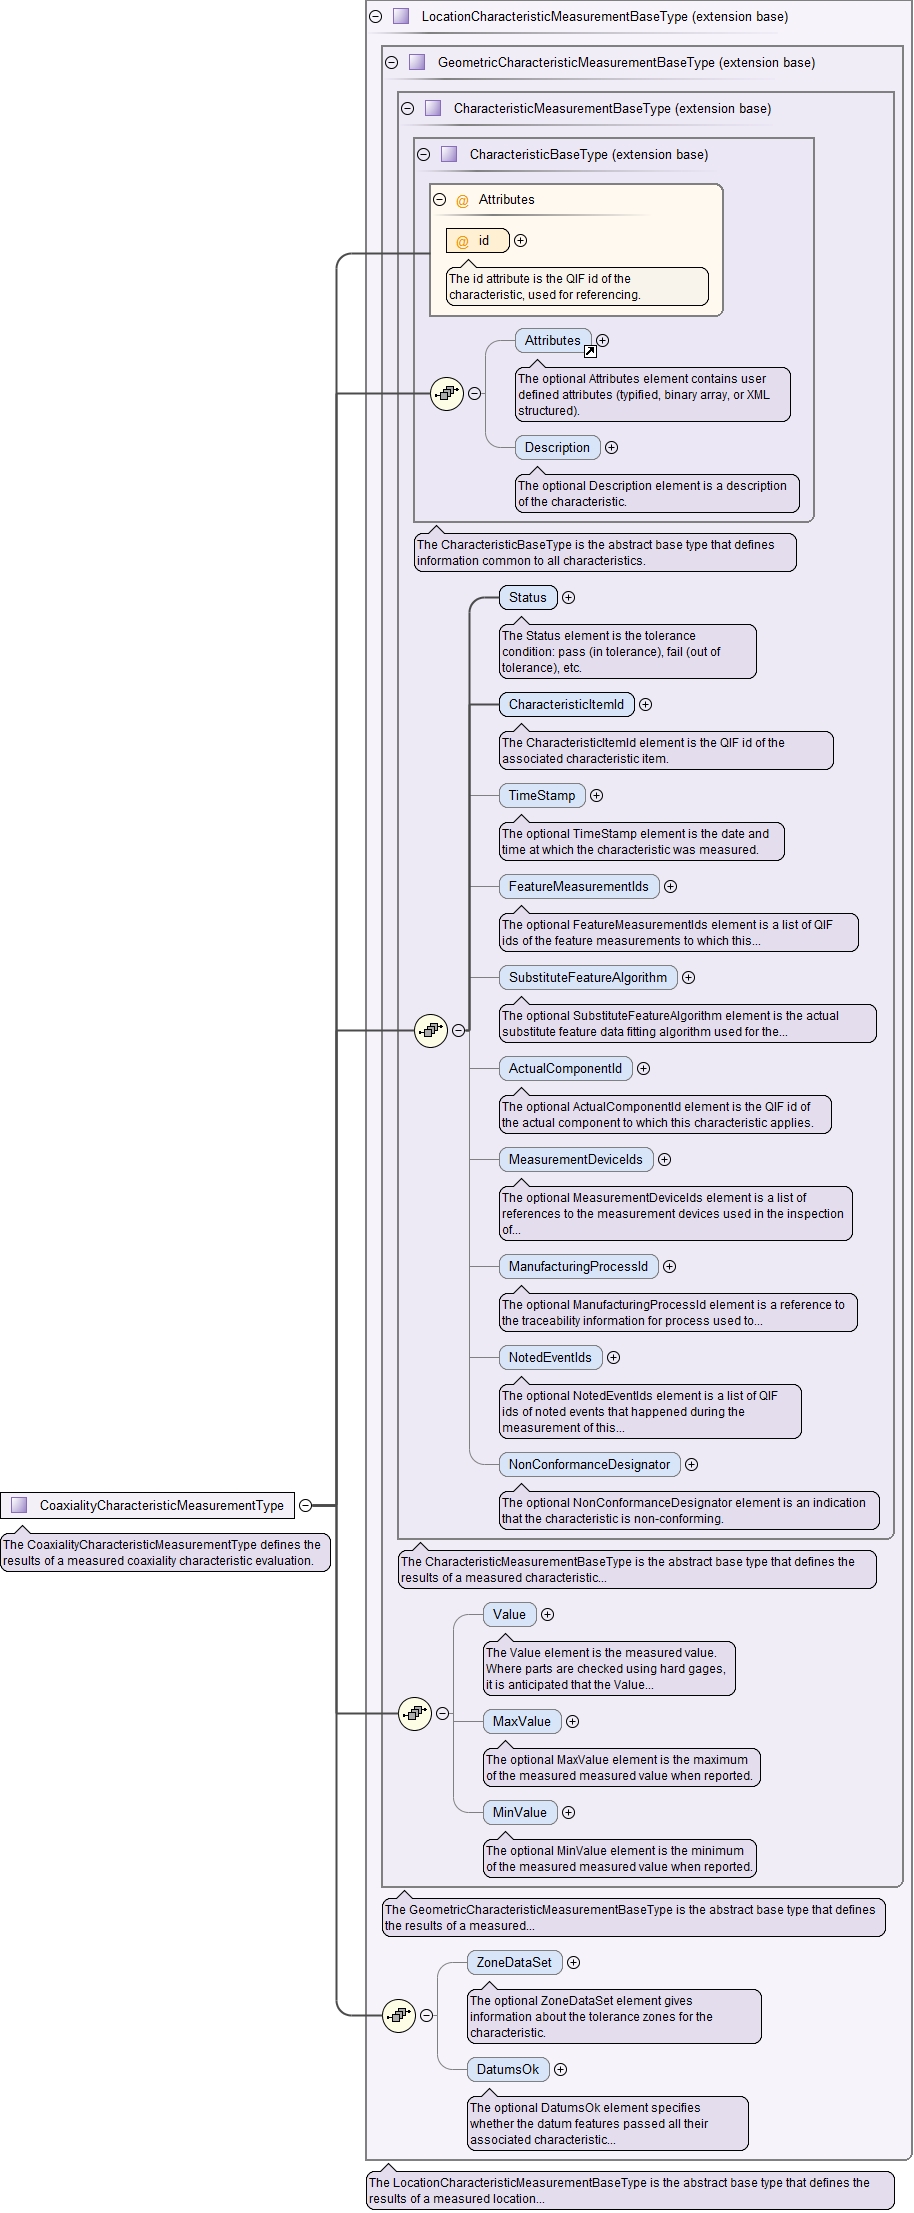 LocationCharacteristicMeasurementBaseType (extension base)
GeometricCharacteristicMeasurementBaseType (extension base)
CharacteristicMeasurementBaseType (extension base)
CharacteristicBaseType (extension base)
@ Attributes
@ id
The id attribute is the QIF id of the
characteristic, used for referencing.
Attributes
The optional Attributes element contains user
defined attributes (typified, binary array, or XML
structured).
Description
The optional Description element is a description
of the characteristic.
The CharacteristicBaseType is the abstract base type that defines
information common to all characteristics.
Status
The Status element is the tolerance
condition: pass (in tolerance), fail (out of
tolerance), etc.
CharacteristicItemId
The CharacteristicItemId element is the QIF id of the
associated characteristic item.
TimeStamp
The optional TimeStamp element is the date and
time at which the characteristic was measured.
FeatureMeasurementIds
The optional FeatureMeasurementIds element is a list of QIF
ids of the feature measurements to which this...
SubstituteFeatureAlgorithm
The optional SubstituteFeatureAlgorithm element is the actual
substitute feature data fitting algorithm used for the...
ActualComponentId
The optional ActualComponentId element is the QIF id of
the actual component to which this characteristic applies.
MeasurementDeviceIds
The optional MeasurementDeviceIds element is a list of
references to the measurement devices used in the inspection
of...
ManufacturingProcessId
The optional ManufacturingProcessId element is a reference to
the traceability information for process used to...
NotedEventIds
The optional NotedEventIds element is a list of QIF
ids of noted events that happened during the
measurement of this...
NonConformanceDesignator
The optional NonConformanceDesignator element is an indication
that the characteristic is non-conforming.
CoaxialityCharacteristicMeasurementType
The CoaxialityCharacteristicMeasurementType defines the
results of a measured coaxiality characteristic evaluation.
The CharacteristicMeasurementBaseType is the abstract base type that defines the
results of a measured characteristic...
Value
The Value element is the measured value.
Where parts are checked using hard gages,
it is anticipated that the Value...
MaxValue
The optional MaxValue element is the maximum
of the measured measured value when reported.
MinValue
The optional MinValue element is the minimum
of the measured measured value when reported.
The GeometricCharacteristicMeasurementBaseType is the abstract base type that defines
the results of a measured...
ZoneDataSet
The optional ZoneDataSet element gives
information about the tolerance zones for the
characteristic.
DatumsOk
The optional DatumsOk element specifies
whether the datum features passed all their
associated characteristic...
The LocationCharacteristicMeasurementBaseType is the abstract base type that defines the
results of a measured location...